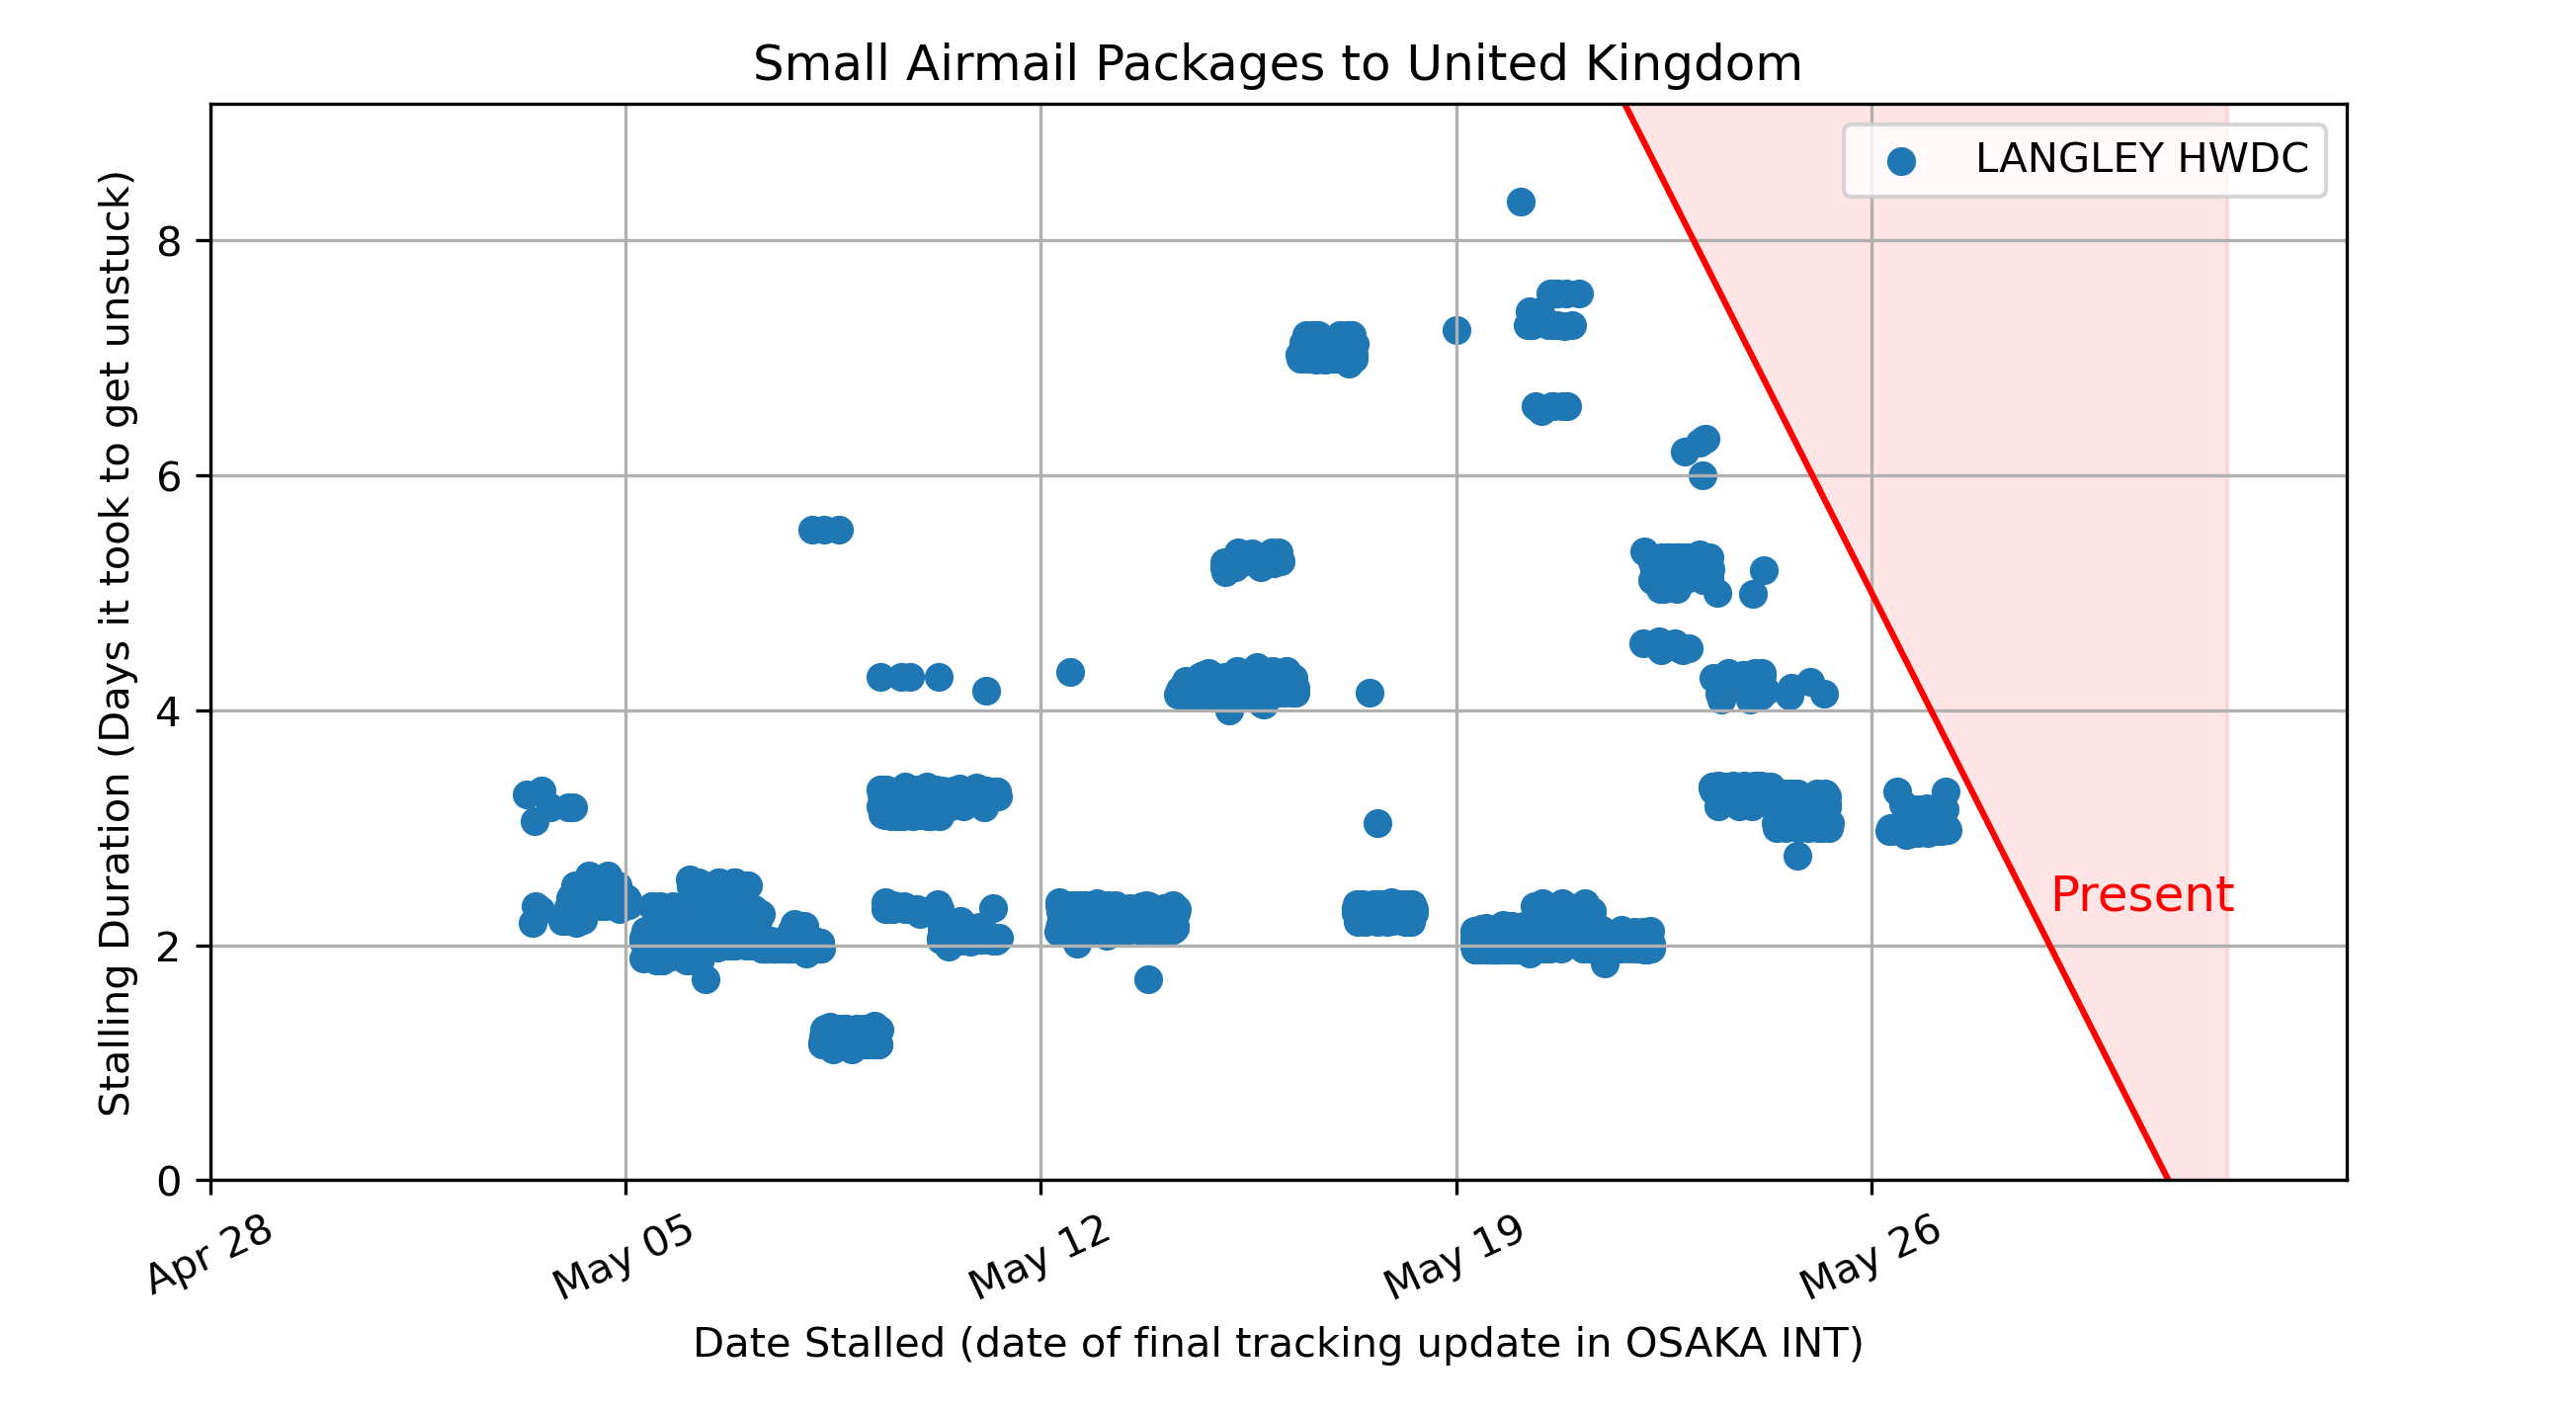 Small Airmail Packages to United Kingdom
LANGLEY HWDC
Stalling Duration (Days it took to get unstuck)
8
6
4
2
0
Present
Apr 28
May 05
May 12
May 19
May 26
Date Stalled (date of final tracking update in OSAKA INT)